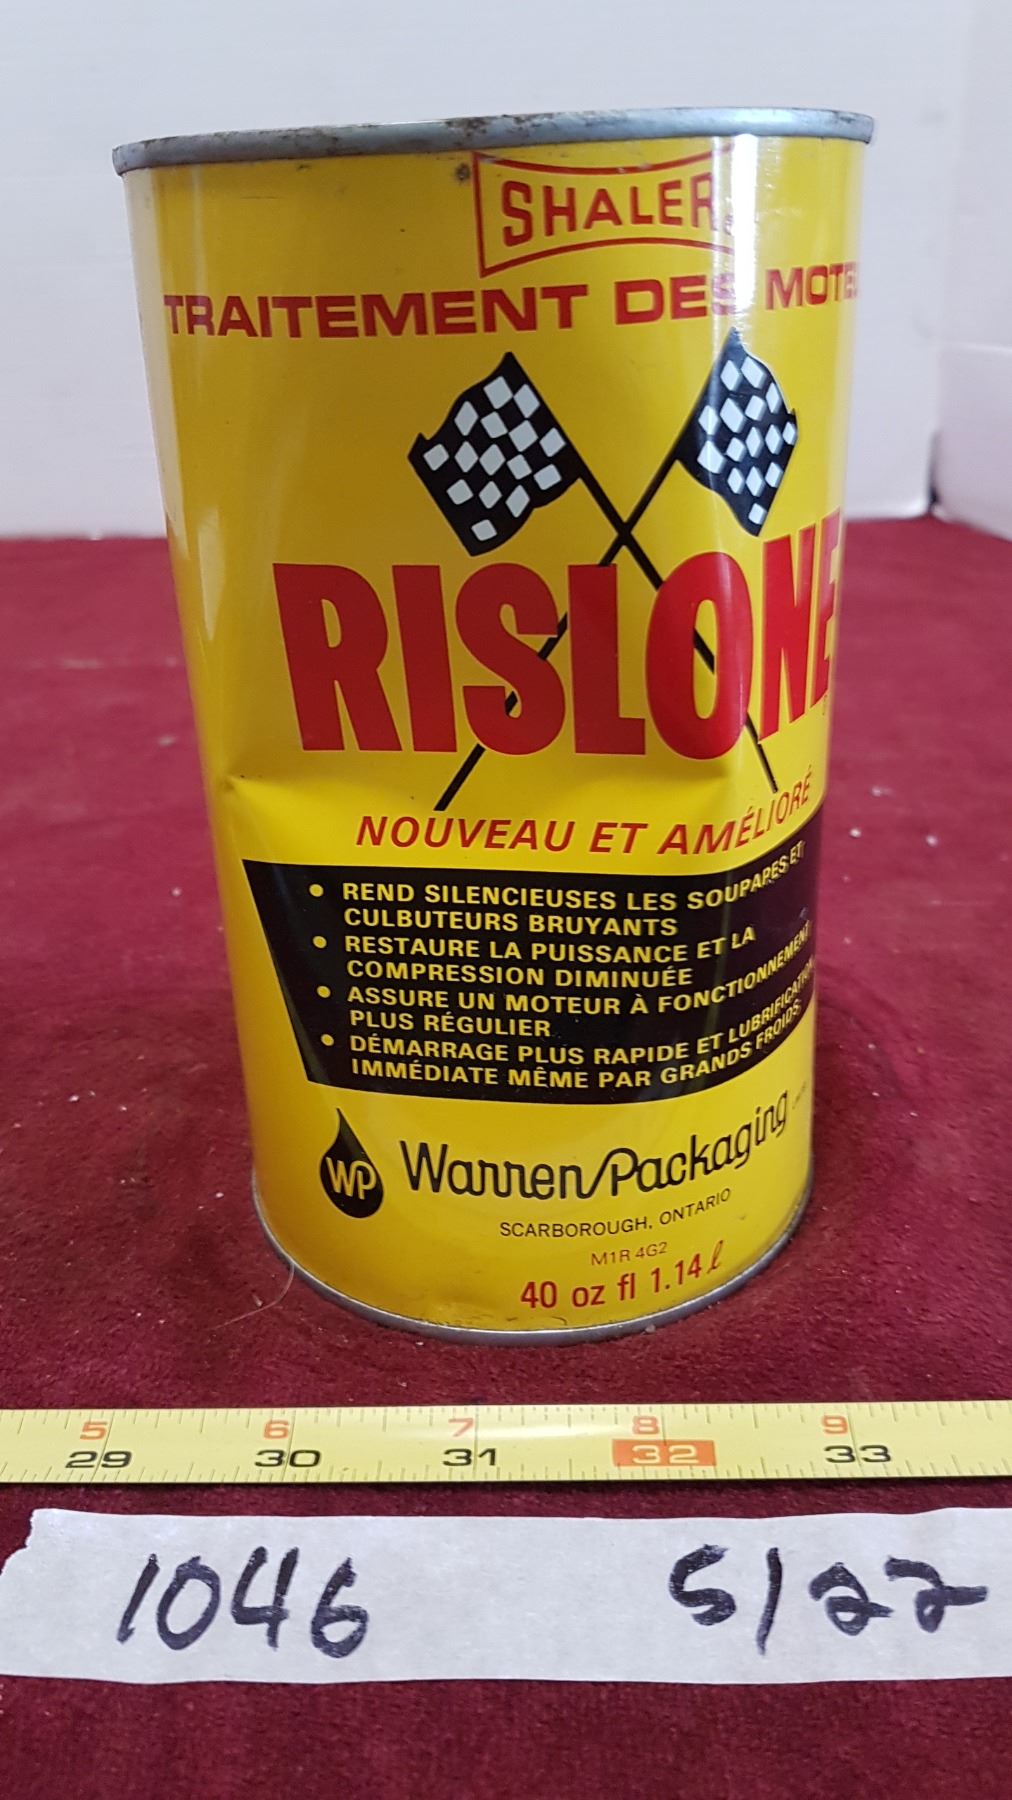 SHALER
TRAITEMENT DES MOTEU
RISLONE
NOUVEAU ET AMÉLIORÉ
• REND SILENCIEUSES LES SOUPAPES ET
CULBUTEURS BRUYANTS
• RESTAURE LA PUISSANCE ET LA
COMPRESSION DIMINUÉE
• ASSURE UN MOTEUR À FONCTIONNEMENT
PLUS RÉGULIER
• DÉMARRAGE PLUS RAPIDE ET LUBRIFICATION
IMMÉDIATE MÊME PAR GRANDS FROIDS.
WP Warren Packaging
SCARBOROUGH, ONTARIO
M1R 4G2
40 oz fl 1.14 ℓ
5 6 7 8 9
29 30 31 32 33
1046 5/22